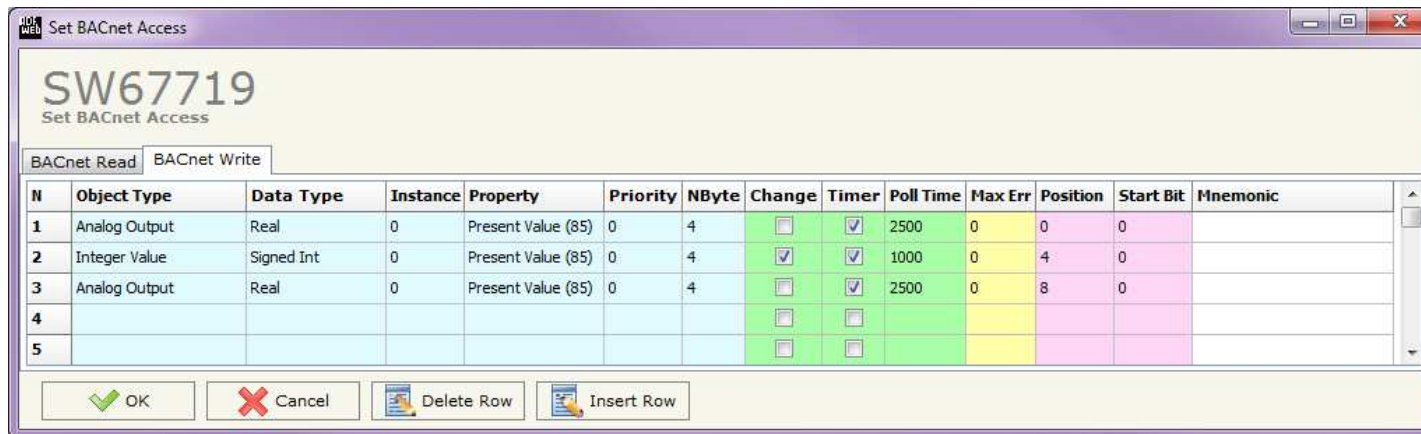 ADF WEB Set BACnet Access
SW67719
Set BACnet Access
BACnet Read BACnet Write
N Object Type Data Type Instance Property Priority NByte Change Timer Poll Time Max Err Position Start Bit Mnemonic
1 Analog Output Real 0 Present Value (85) 0 4 2500 0 0 0
2 Integer Value Signed Int 0 Present Value (85) 0 4 1000 0 4 0
3 Analog Output Real 0 Present Value (85) 0 4 2500 0 8 0
4
5
OK Cancel Delete Row Insert Row